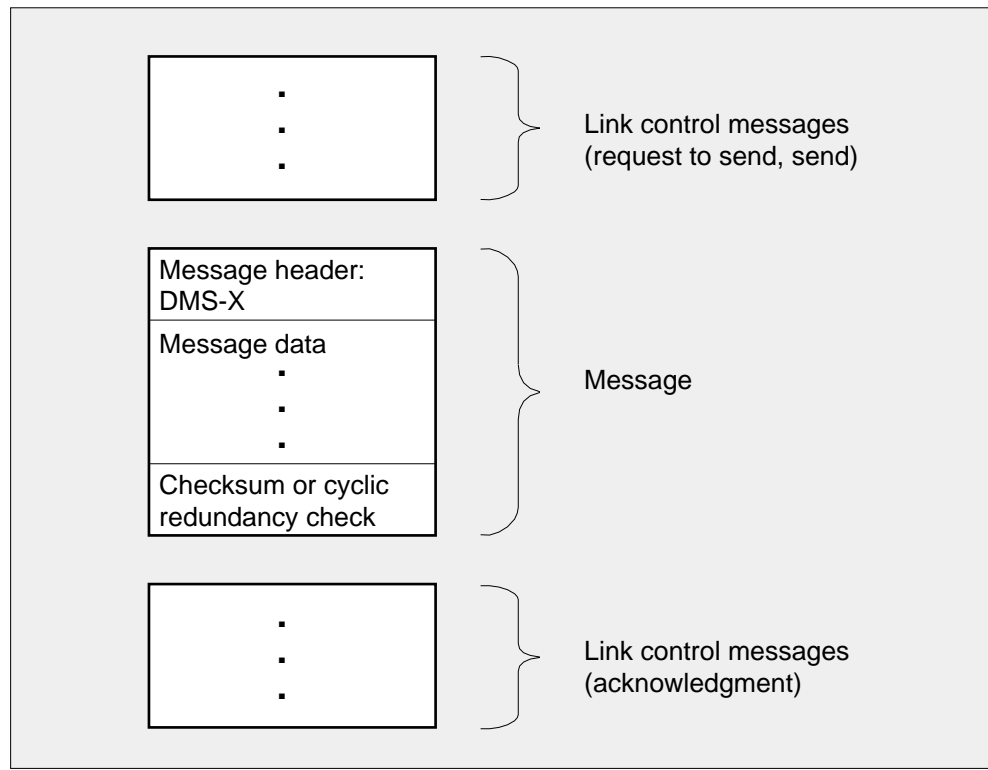 Link control messages
(request to send, send)
Message header:
DMS-X
Message data
Message
Checksum or cyclic
redundancy check
Link control messages
(acknowledgment)